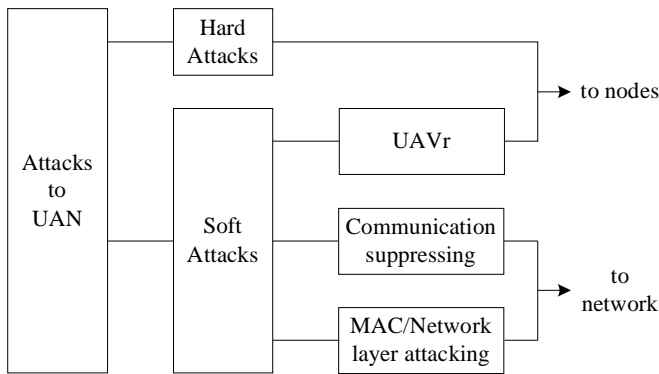 Hard
Attacks
to nodes
UAVr
Attacks
to
UAN
Soft
Attacks
Communication
suppressing
to
network
MAC/Network
layer attacking